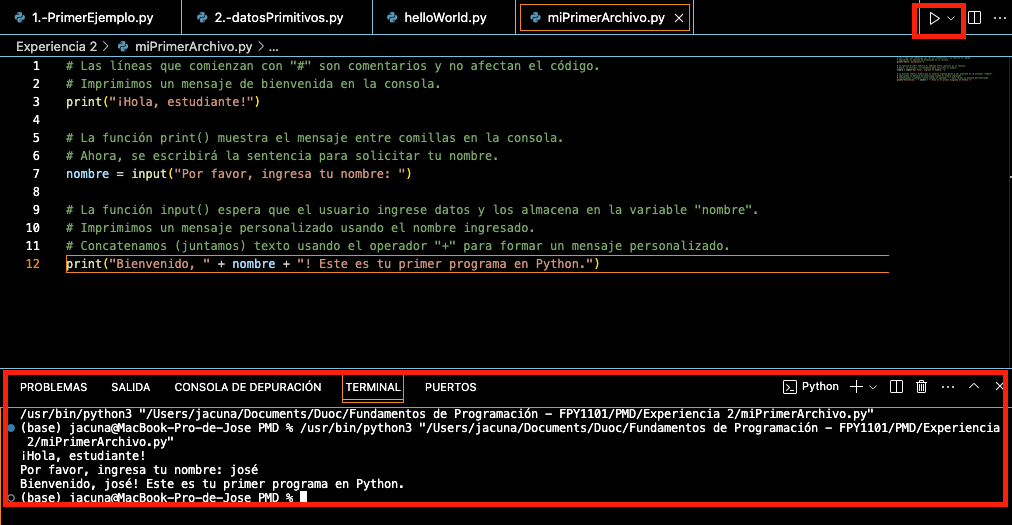 1.-PrimerEjemplo.py
2.-datosPrimitivos.py
helloWorld.py
miPrimerArchivo.py
Experiencia 2 > miPrimerArchivo.py > ...
1 # Las líneas que comienzan con "#" son comentarios y no afectan el código.
2 # Imprimimos un mensaje de bienvenida en la consola.
3 print("¡Hola, estudiante!")
4
5 # La función print() muestra el mensaje entre comillas en la consola.
6 # Ahora, se escribirá la sentencia para solicitar tu nombre.
7 nombre = input("Por favor, ingresa tu nombre: ")
8
9 # La función input() espera que el usuario ingrese datos y los almacena en la variable "nombre".
10 # Imprimimos un mensaje personalizado usando el nombre ingresado.
11 # Concatenamos (juntamos) texto usando el operador "+" para formar un mensaje personalizado.
12 print("Bienvenido, " + nombre + "! Este es tu primer programa en Python.")
PROBLEMAS SALIDA CONSOLA DE DEPURACIÓN TERMINAL PUERTOS Python
/usr/bin/python3 "/Users/jacuna/Documents/Duoc/Fundamentos de Programación – FPY1101/PMD/Experiencia 2/miPrimerArchivo.py"
(base) jacuna@MacBook-Pro-de-Jose PMD % /usr/bin/python3 "/Users/jacuna/Documents/Duoc/Fundamentos de Programación – FPY1101/PMD/Experiencia
2/miPrimerArchivo.py"
¡Hola, estudiante!
Por favor, ingresa tu nombre: josé
Bienvenido, josé! Este es tu primer programa en Python.
(base) jacuna@MacBook-Pro-de-Jose PMD %